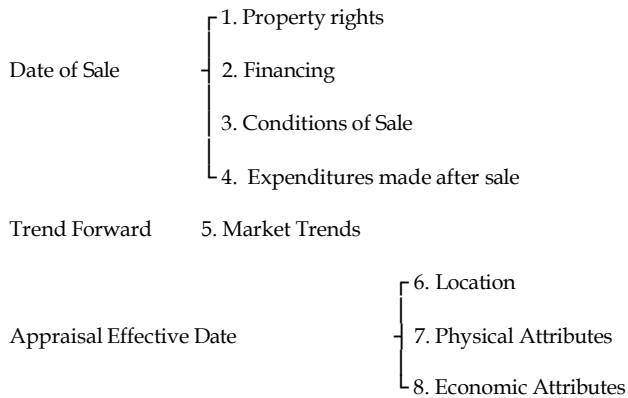 1. Property rights
Date of Sale 2. Financing
3. Conditions of Sale
4. Expenditures made after sale
Trend Forward 5. Market Trends
6. Location
Appraisal Effective Date 7. Physical Attributes
8. Economic Attributes